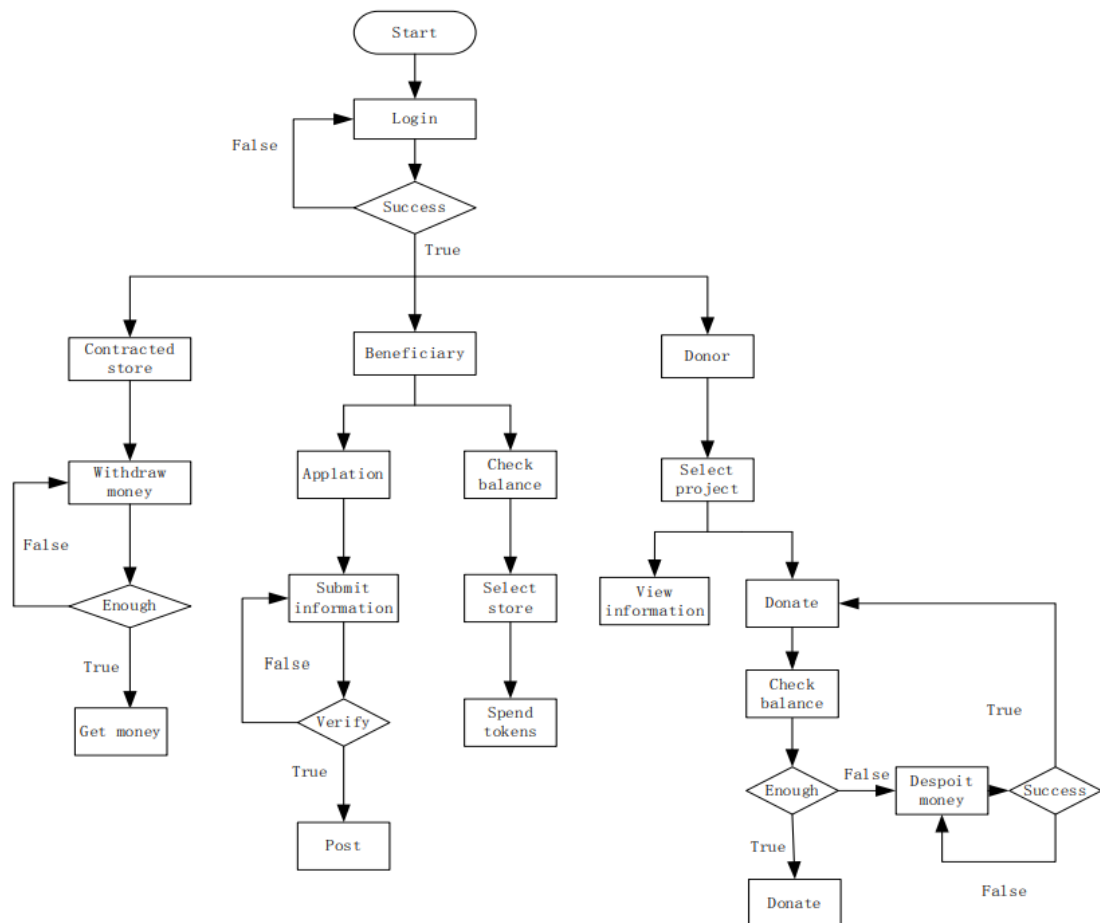 Start
Login
False
Success
True
Contracted
store
Beneficiary
Donor
Withdraw
money
Applation
Check
balance
Select
project
False
Enough
Submit
information
Select
store
View
information
Donate
False
Check
balance
True
True
Get money
Verify
Spend
tokens
True
Enough
False
Despoit
money
Success
Post
True
False
Donate